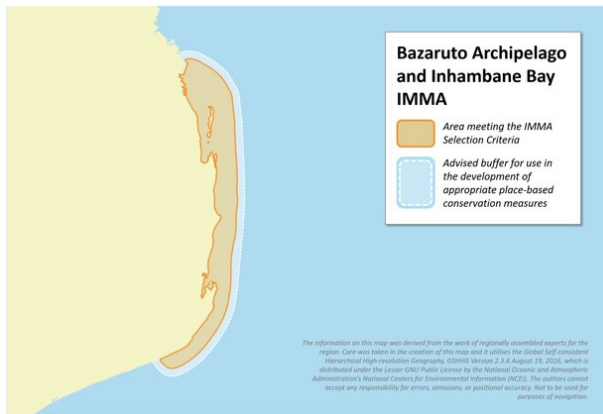 Bazaruto Archipelago
and Inhambane Bay
IMMA
Area meeting the IMMA
Selection Criteria
Advised buffer for use in
the development of
appropriate place-based
conservation measures
The information on this map was derived from the work of regionally assembled experts for the
region. Care was taken in the creation of this map and it utilises the Global Self-consistent
Hierarchical High-resolution Geography, GSHHG Version 2.3.6 August 19, 2016, which is
distributed under the Lesser GNU Public License by the National Oceanic and Atmospheric
Administration's National Centers for Environmental Information (NCEI). The authors cannot
accept any responsibility for errors, omissions, or positional accuracy. Not to be used for
purposes of navigation.